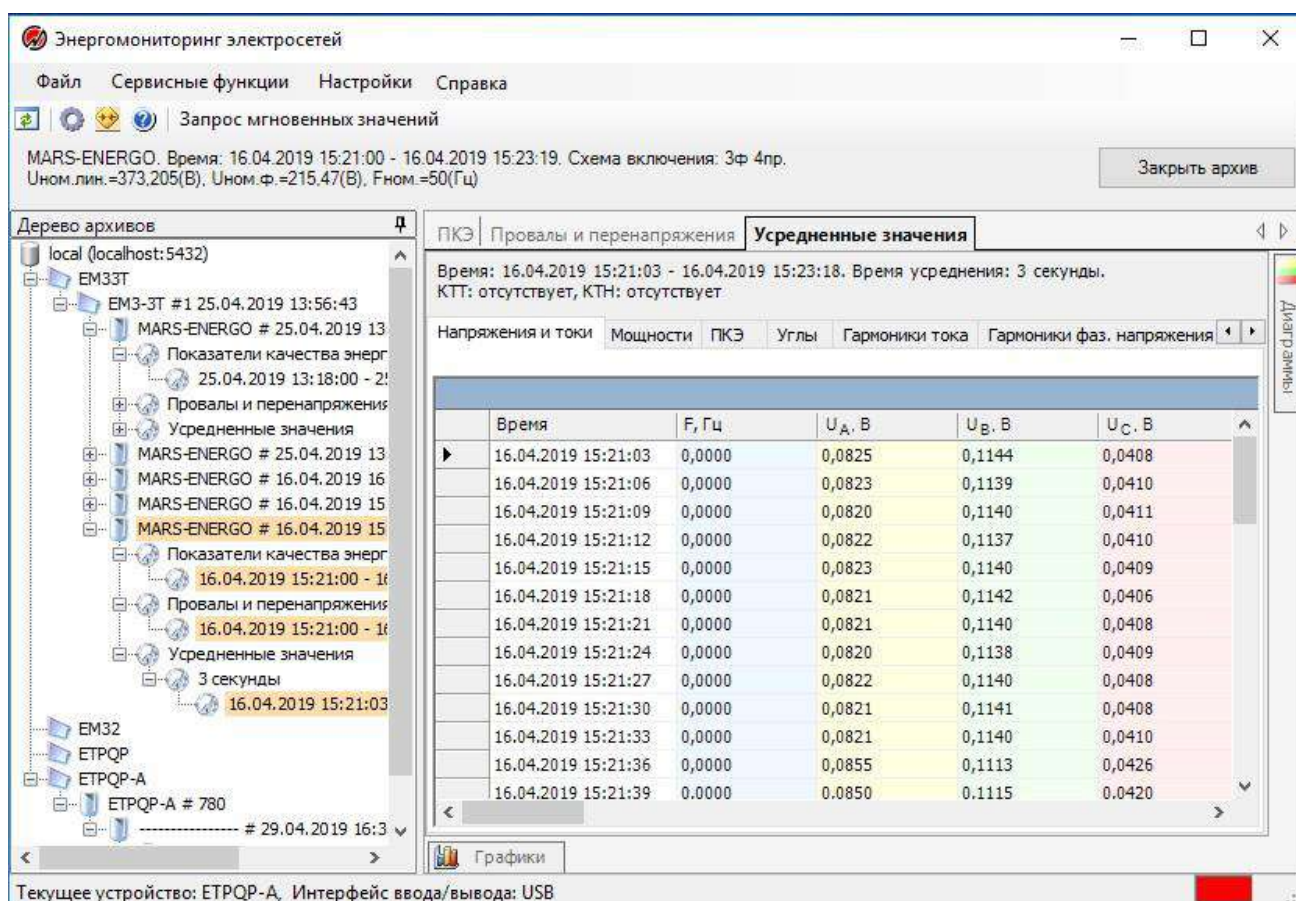 Энергомониторинг электросетей
Файл Сервисные функции Настройки Справка
Запрос мгновенных значений
MARS-ENERGO. Время: 16.04.2019 15:21:00 - 16.04.2019 15:23:19. Схема включения: 3ф 4пр.
Uном.лин.=373,205(В), Uном.ф.=215,47(В), Fном.=50(Гц)
Закрыть архив
Дерево архивов
local (localhost:5432)
EM33T
EM3-3T #1 25.04.2019 13:56:43
MARS-ENERGO # 25.04.2019 13
Показатели качества энерг
25.04.2019 13:18:00 - 25
Провалы и перенапряжения
Усредненные значения
MARS-ENERGO # 25.04.2019 13
MARS-ENERGO # 16.04.2019 16
MARS-ENERGO # 16.04.2019 15
MARS-ENERGO # 16.04.2019 15
Показатели качества энерг
16.04.2019 15:21:00 - 16
Провалы и перенапряжения
16.04.2019 15:21:00 - 16
Усредненные значения
3 секунды
16.04.2019 15:21:03
EM32
ETPQP
ETPQP-A
ETPQP-A # 780
---------------- # 29.04.2019 16:3
ПКЭ Провалы и перенапряжения Усредненные значения
Время: 16.04.2019 15:21:03 - 16.04.2019 15:23:18. Время усреднения: 3 секунды.
КТТ: отсутствует, КТН: отсутствует
Напряжения и токи Мощности ПКЭ Углы Гармоники тока Гармоники фаз. напряжения
Диаграммы
Время F, Гц U_A, В U_B, В U_C, В
16.04.2019 15:21:03 0,0000 0,0825 0,1144 0,0408
16.04.2019 15:21:06 0,0000 0,0823 0,1139 0,0410
16.04.2019 15:21:09 0,0000 0,0820 0,1140 0,0411
16.04.2019 15:21:12 0,0000 0,0822 0,1137 0,0410
16.04.2019 15:21:15 0,0000 0,0823 0,1140 0,0409
16.04.2019 15:21:18 0,0000 0,0821 0,1142 0,0406
16.04.2019 15:21:21 0,0000 0,0821 0,1140 0,0408
16.04.2019 15:21:24 0,0000 0,0820 0,1138 0,0409
16.04.2019 15:21:27 0,0000 0,0822 0,1140 0,0408
16.04.2019 15:21:30 0,0000 0,0821 0,1141 0,0408
16.04.2019 15:21:33 0,0000 0,0821 0,1140 0,0410
16.04.2019 15:21:36 0,0000 0,0855 0,1113 0,0426
16.04.2019 15:21:39 0,0000 0,0850 0,1115 0,0420
Графики
Текущее устройство: ETPQP-A, Интерфейс ввода/вывода: USB